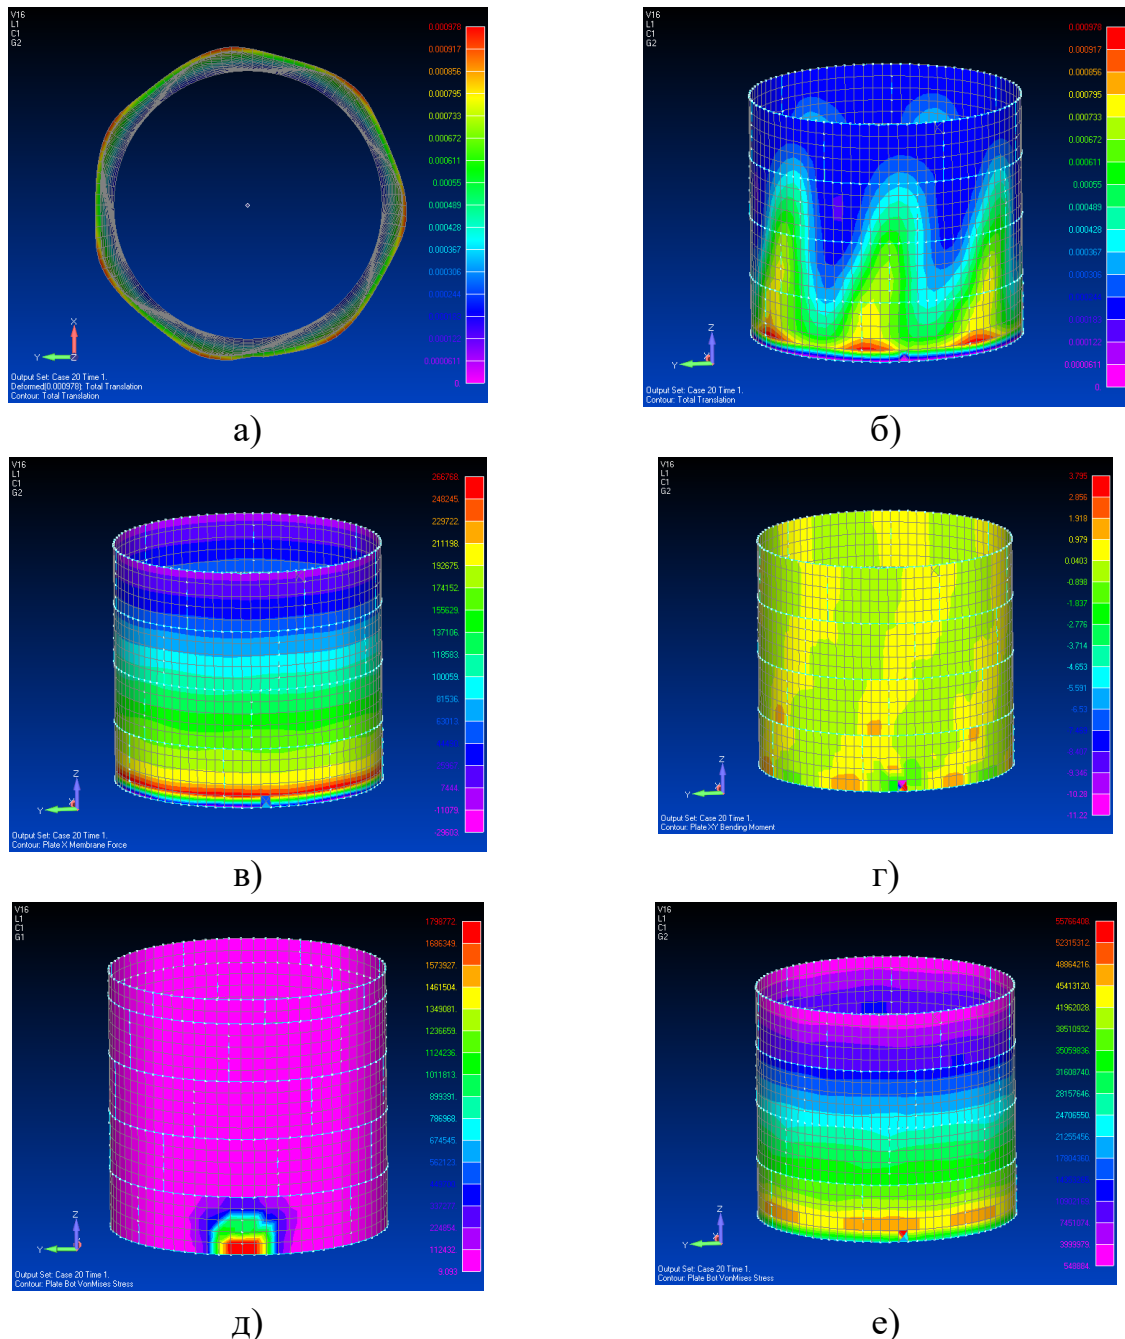 V16
L1
C1
G2
0.000978
0.000917
0.000856
0.000795
0.000733
0.000672
0.000611
0.00055
0.000489
0.000428
0.000367
0.000306
0.000244
0.000122
0.0000611
0.
X
Y
Z
Output Set: Case 20 Time 1.
Deformed(0.000978): Total Translation
Contour: Total Translation
а)
V16
L1
C1
G2
0.000978
0.000917
0.000856
0.000795
0.000733
0.000672
0.000611
0.00055
0.000489
0.000428
0.000367
0.000306
0.000244
0.000122
0.0000611
0.
Z
Y
X
Output Set: Case 20 Time 1.
Contour: Total Translation
б)
V16
L1
C1
G2
266768.
248245.
229722.
211198.
192675.
174152.
155629.
137106.
118583.
100059.
81536.
63013.
7444.
-11079.
-29603.
Z
Y
X
Output Set: Case 20 Time 1.
Contour: Plate X Membrane Force
в)
V16
L1
C1
G2
3.795
2.856
1.918
0.979
0.0403
-0.898
-1.837
-2.776
-3.714
-4.653
-5.591
-6.53
-9.346
-10.28
-11.22
Z
Y
X
Output Set: Case 20 Time 1.
Contour: Plate XY Bending Moment
г)
V16
L1
C1
G1
1798772.
1686349.
1573927.
1461504.
1349081.
1236659.
1124236.
1011813.
899391.
786968.
674545.
562123.
224854.
112432.
9.093
Z
Y
Output Set: Case 20 Time 1.
Contour: Plate Bot VonMises Stress
д)
V16
L1
C1
G2
55766408.
52315312.
48864216.
45413120.
41962028.
38510932.
35059836.
31608740.
28157646.
24706550.
21255456.
17804360.
7451074.
3999979.
548884.
Z
Y
X
Output Set: Case 20 Time 1.
Contour: Plate Bot VonMises Stress
е)